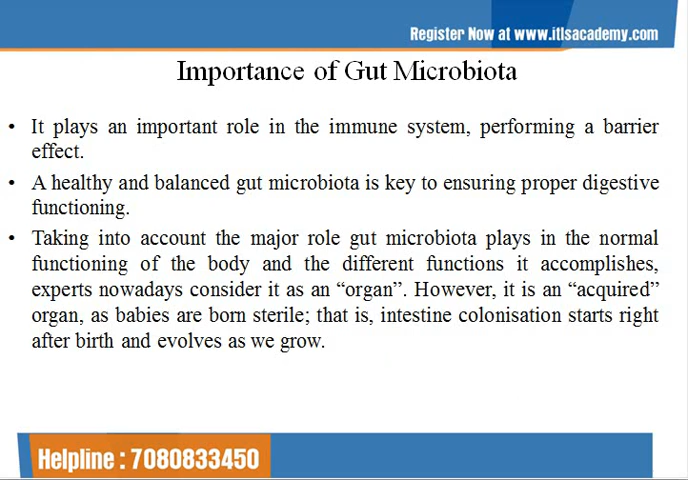 Register Now at www.itlsacademy.com
Importance of Gut Microbiota
• It plays an important role in the immune system, performing a barrier
effect.
• A healthy and balanced gut microbiota is key to ensuring proper digestive
functioning.
• Taking into account the major role gut microbiota plays in the normal
functioning of the body and the different functions it accomplishes,
experts nowadays consider it as an “organ”. However, it is an “acquired”
organ, as babies are born sterile; that is, intestine colonisation starts right
after birth and evolves as we grow.
Helpline : 7080833450